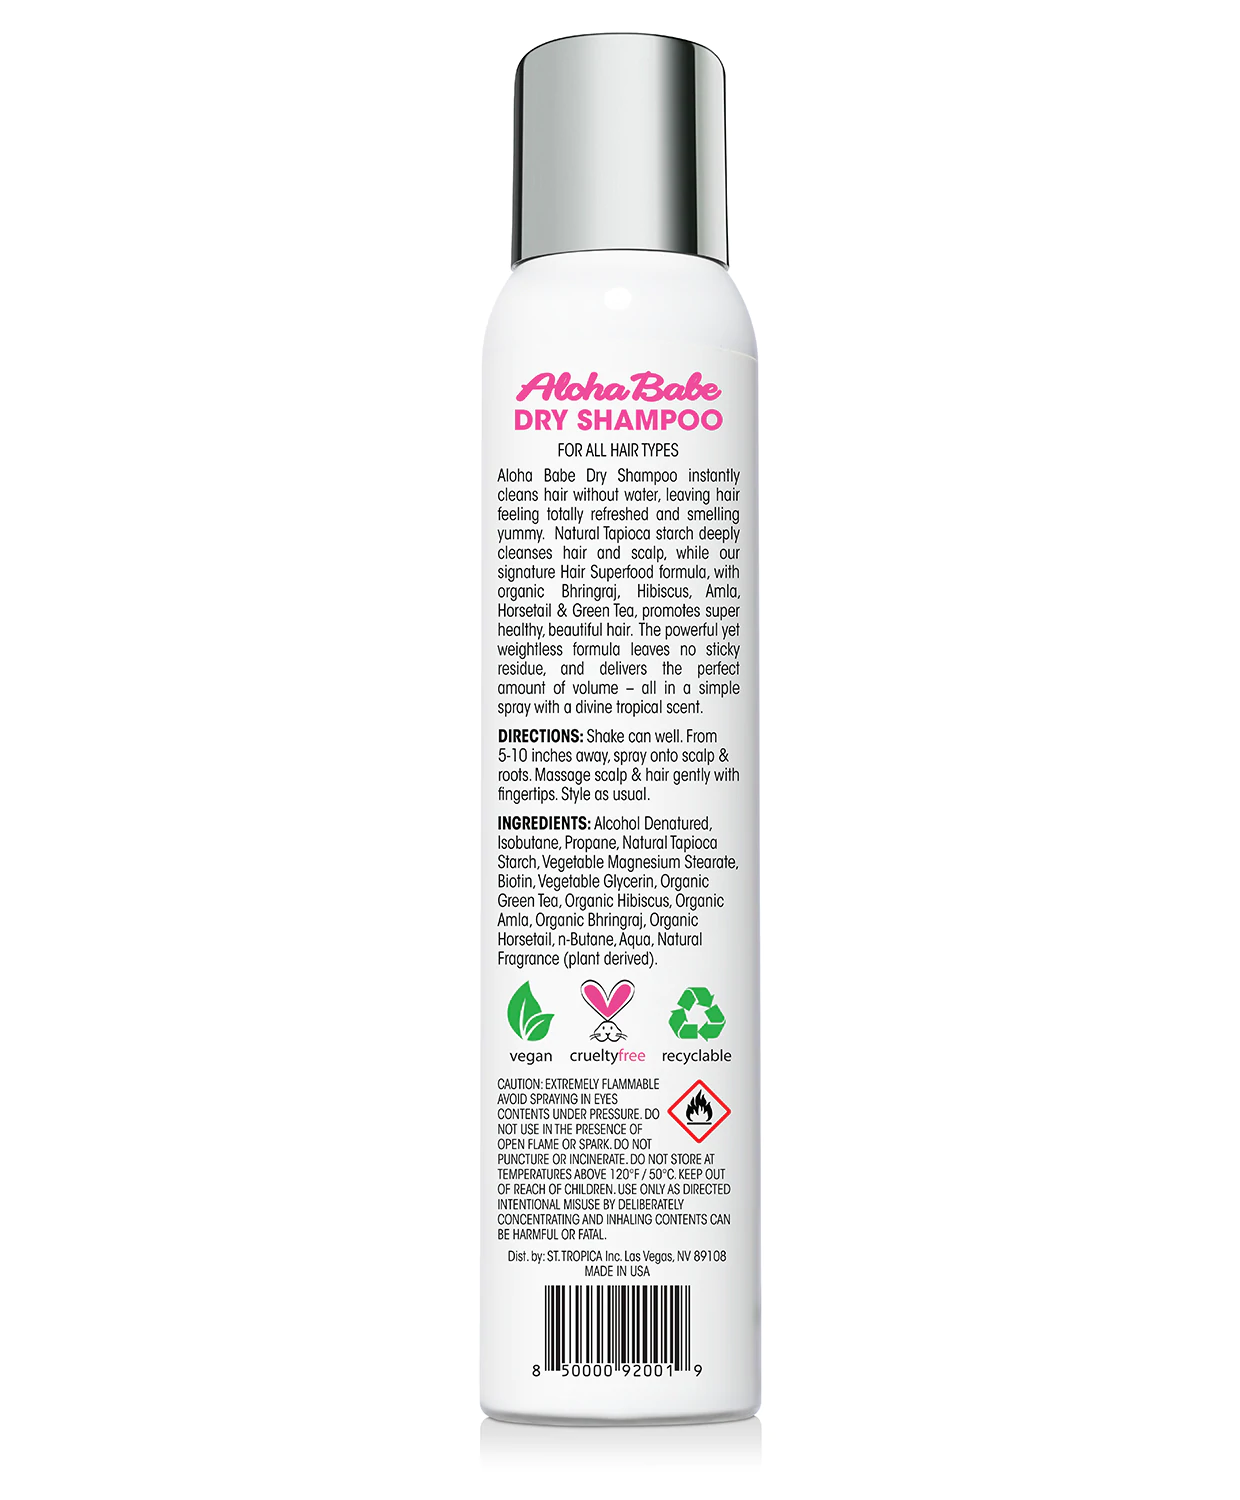 Aloha Babe
DRY SHAMPOO
FOR ALL HAIR TYPES
Aloha Babe Dry Shampoo instantly
cleans hair without water, leaving hair
feeling totally refreshed and smelling
yummy. Natural Tapioca starch deeply
cleanses hair and scalp, while our
signature Hair Superfood formula, with
organic Bhringraj, Hibiscus, Amla,
Horsetail & Green Tea, promotes super
healthy, beautiful hair. The powerful yet
weightless formula leaves no sticky
residue, and delivers the perfect
amount of volume – all in a simple
spray with a divine tropical scent.
DIRECTIONS: Shake can well. From
5-10 inches away, spray onto scalp &
roots. Massage scalp & hair gently with
fingertips. Style as usual.
INGREDIENTS: Alcohol Denatured,
Isobutane, Propane, Natural Tapioca
Starch, Vegetable Magnesium Stearate,
Biotin, Vegetable Glycerin, Organic
Green Tea, Organic Hibiscus, Organic
Amla, Organic Bhringraj, Organic
Horsetail, n-Butane, Aqua, Natural
Fragrance (plant derived).
vegan crueltyfree recyclable
CAUTION: EXTREMELY FLAMMABLE
AVOID SPRAYING IN EYES
CONTENTS UNDER PRESSURE. DO
NOT USE IN THE PRESENCE OF
OPEN FLAME OR SPARK. DO NOT
PUNCTURE OR INCINERATE. DO NOT STORE AT
TEMPERATURES ABOVE 120°F / 50°C. KEEP OUT
OF REACH OF CHILDREN. USE ONLY AS DIRECTED
INTENTIONAL MISUSE BY DELIBERATELY
CONCENTRATING AND INHALING CONTENTS CAN
BE HARMFUL OR FATAL.
Dist. by: ST. TROPICA Inc. Las Vegas, NV 89108
MADE IN USA
8 50000 92001 9